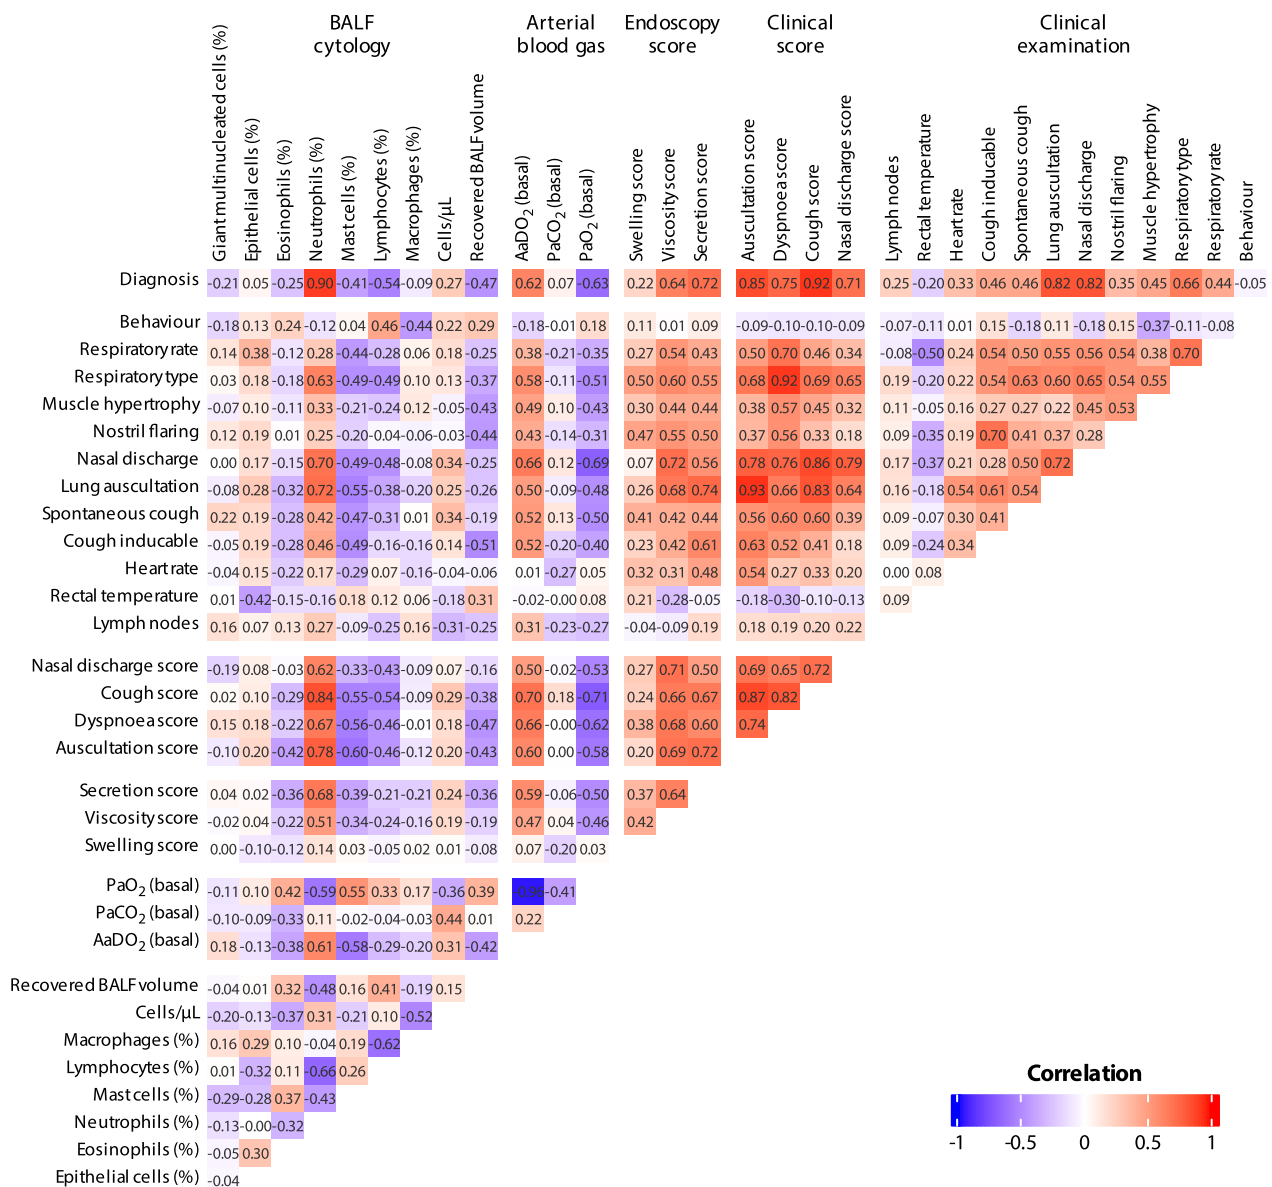 BALF cytology
Arterial blood gas
Endoscopy score
Clinical score
Clinical examination
Giant multinucleated cells (%)
Epithelial cells (%)
Eosinophils (%)
Neutrophils (%)
Mast cells (%)
Lymphocytes (%)
Macrophages (%)
Cells/µL
Recovered BALF volume
AaDO2 (basal)
PaCO2 (basal)
PaO2 (basal)
Swelling score
Viscosity score
Secretion score
Auscultation score
Dyspnoea score
Cough score
Nasal discharge score
Lymph nodes
Rectal temperature
Heart rate
Cough inducable
Spontaneous cough
Lung auscultation
Nasal discharge
Nostril flaring
Muscle hypertrophy
Respiratory type
Respiratory rate
Behaviour
Diagnosis -0.21 0.05 -0.25 0.90 -0.41 -0.54 -0.09 0.27 -0.47 0.62 0.07 -0.63 0.22 0.64 0.72 0.85 0.75 0.92 0.71 0.25 -0.20 0.33 0.46 0.46 0.82 0.82 0.35 0.45 0.66 0.44 -0.05
Behaviour -0.18 0.13 0.24 -0.12 0.04 0.46 -0.44 0.22 0.29 -0.18 -0.01 0.18 0.11 0.01 0.09 -0.09 -0.10 -0.10 -0.09 -0.07 -0.11 0.01 0.15 -0.18 0.11 -0.18 0.15 -0.37 -0.11 -0.08
Respiratory rate 0.14 0.38 -0.12 0.28 -0.44 -0.28 0.06 0.18 -0.25 0.38 -0.21 -0.35 0.27 0.54 0.43 0.50 0.70 0.46 0.34 -0.08 -0.50 0.24 0.54 0.50 0.55 0.56 0.54 0.38 0.70
Respiratory type 0.03 0.18 -0.18 0.63 -0.49 -0.49 0.10 0.13 -0.37 0.58 -0.11 -0.51 0.50 0.60 0.55 0.68 0.92 0.69 0.65 0.19 -0.20 0.22 0.54 0.63 0.60 0.65 0.54 0.55
Muscle hypertrophy -0.07 0.10 -0.11 0.33 -0.21 -0.24 0.12 -0.05 -0.43 0.49 0.10 -0.43 0.30 0.44 0.44 0.38 0.57 0.45 0.32 0.11 -0.05 0.16 0.27 0.27 0.22 0.45 0.53
Nostril flaring 0.12 0.19 0.01 0.25 -0.20 -0.04 -0.06 -0.03 -0.44 0.43 -0.14 -0.31 0.47 0.55 0.50 0.37 0.56 0.33 0.18 0.09 -0.35 0.19 0.70 0.41 0.37 0.28
Nasal discharge 0.00 0.17 -0.15 0.70 -0.49 -0.48 -0.08 0.34 -0.25 0.66 0.12 -0.69 0.07 0.72 0.56 0.78 0.76 0.86 0.79 0.17 -0.37 0.21 0.28 0.50 0.72
Lung auscultation -0.08 0.28 -0.32 0.72 -0.55 -0.38 -0.20 0.25 -0.26 0.50 -0.09 -0.48 0.26 0.68 0.74 0.93 0.66 0.83 0.64 0.16 -0.18 0.54 0.61 0.54
Spontaneous cough 0.22 0.19 -0.28 0.42 -0.47 -0.31 0.01 0.34 -0.19 0.52 0.13 -0.50 0.41 0.42 0.44 0.56 0.60 0.60 0.39 0.09 -0.07 0.30 0.41
Cough inducable -0.05 0.19 -0.28 0.46 -0.49 -0.16 -0.16 0.14 -0.51 0.52 -0.20 -0.40 0.23 0.42 0.61 0.63 0.52 0.41 0.18 0.09 -0.24 0.34
Heart rate -0.04 0.15 -0.22 0.17 -0.29 0.07 -0.16 -0.04 -0.06 0.01 -0.27 0.05 0.32 0.31 0.48 0.54 0.27 0.33 0.20 0.00 0.08
Rectal temperature 0.01 -0.42 -0.15 -0.16 0.18 0.12 0.06 -0.18 0.31 -0.02 -0.00 0.08 0.21 -0.28 -0.05 -0.18 -0.30 -0.10 -0.13 0.09
Lymph nodes 0.16 0.07 0.13 0.27 -0.09 -0.25 0.16 -0.31 -0.25 0.31 -0.23 -0.27 -0.04 -0.09 0.19 0.18 0.19 0.20 0.22
Nasal discharge score -0.19 0.08 -0.03 0.62 -0.33 -0.43 -0.09 0.07 -0.16 0.50 -0.02 -0.53 0.27 0.71 0.50 0.69 0.65 0.72
Cough score 0.02 0.10 -0.29 0.84 -0.55 -0.54 -0.09 0.29 -0.38 0.70 0.18 -0.71 0.24 0.66 0.67 0.87 0.82
Dyspnoea score 0.15 0.18 -0.22 0.67 -0.56 -0.46 -0.01 0.18 -0.47 0.66 -0.00 -0.62 0.38 0.68 0.60 0.74
Auscultation score -0.10 0.20 -0.42 0.78 -0.60 -0.46 -0.12 0.20 -0.43 0.60 0.00 -0.58 0.20 0.69 0.72
Secretion score 0.04 0.02 -0.36 0.68 -0.39 -0.21 -0.21 0.24 -0.36 0.59 -0.06 -0.50 0.37 0.64
Viscosity score -0.02 0.04 -0.22 0.51 -0.34 -0.24 -0.16 0.19 -0.19 0.47 0.04 -0.46 0.42
Swelling score 0.00 -0.10 -0.12 0.14 0.03 -0.05 0.02 0.01 -0.08 0.07 -0.20 0.03
PaO2 (basal) -0.11 0.10 0.42 -0.59 0.55 0.33 0.17 -0.36 0.39 -0.41
PaCO2 (basal) -0.10 -0.09 -0.33 0.11 -0.02 -0.04 -0.03 0.44 0.01 0.22
AaDO2 (basal) 0.18 -0.13 -0.38 0.61 -0.58 -0.29 -0.20 0.31 -0.42
Recovered BALF volume -0.04 0.01 0.32 -0.48 0.16 0.41 -0.19 0.15
Cells/µL -0.20 -0.13 -0.37 0.31 -0.21 0.10 -0.52
Macrophages (%) 0.16 0.29 0.10 -0.04 0.19 -0.62
Lymphocytes (%) 0.01 -0.32 0.11 -0.66 0.26
Mast cells (%) -0.29 -0.28 0.37 -0.43
Neutrophils (%) -0.13 -0.00 -0.32
Eosinophils (%) -0.05 0.30
Epithelial cells (%) -0.04
Correlation
-1 -0.5 0 0.5 1